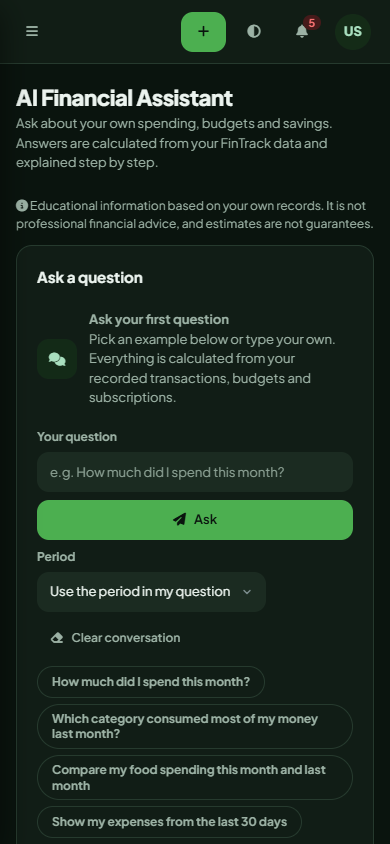 5
US
AI Financial Assistant
Ask about your own spending, budgets and savings.
Answers are calculated from your FinTrack data and
explained step by step.
Educational information based on your own records. It is not
professional financial advice, and estimates are not guarantees.
Ask a question
Ask your first question
Pick an example below or type your own.
Everything is calculated from your
recorded transactions, budgets and
subscriptions.
Your question
e.g. How much did I spend this month?
Ask
Period
Use the period in my question
Clear conversation
How much did I spend this month?
Which category consumed most of my money
last month?
Compare my food spending this month and last
month
Show my expenses from the last 30 days